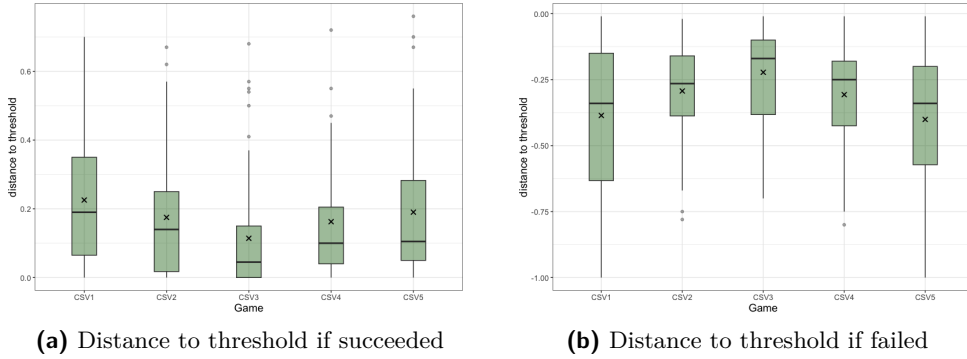 distance to threshold
0.6
0.4
0.2
0.0
CSV1 CSV2 CSV3 CSV4 CSV5
Game
(a) Distance to threshold if succeeded
distance to threshold
0.00
-0.25
-0.50
-0.75
-1.00
CSV1 CSV2 CSV3 CSV4 CSV5
Game
(b) Distance to threshold if failed